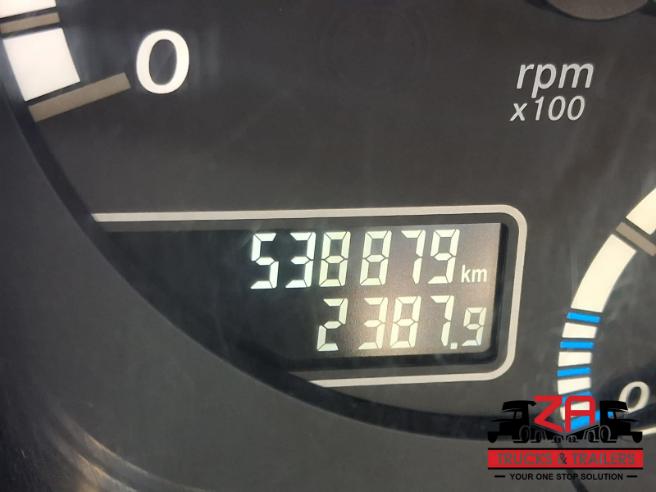 0
rpm
x100
538879 km
2387.9
0
ZA
TRUCKS & TRAILERS
YOUR ONE STOP SOLUTION